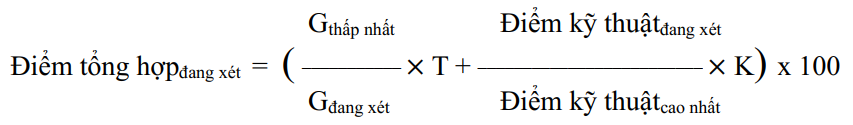 Gthấp nhất Điểm kỹ thuậtđang xét
Điểm tổng hợpđang xét = ( ———— × T + ———————— × K) x 100
Gđang xét Điểm kỹ thuậtcao nhất